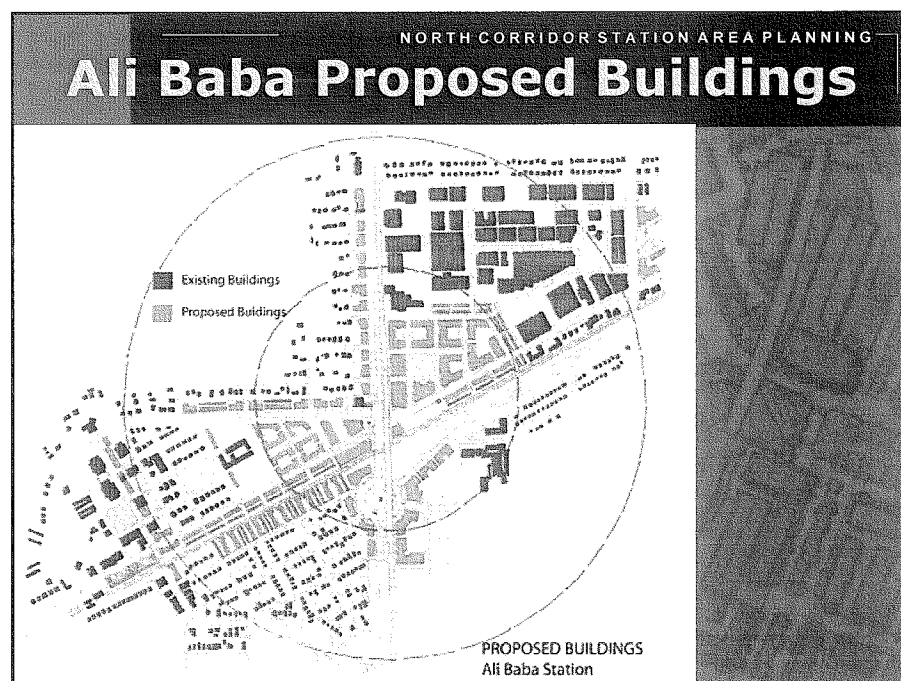 NORTH CORRIDOR STATION AREA PLANNING
Ali Baba Proposed Buildings
Existing Buildings
Proposed Buildings
PROPOSED BUILDINGS
Ali Baba Station